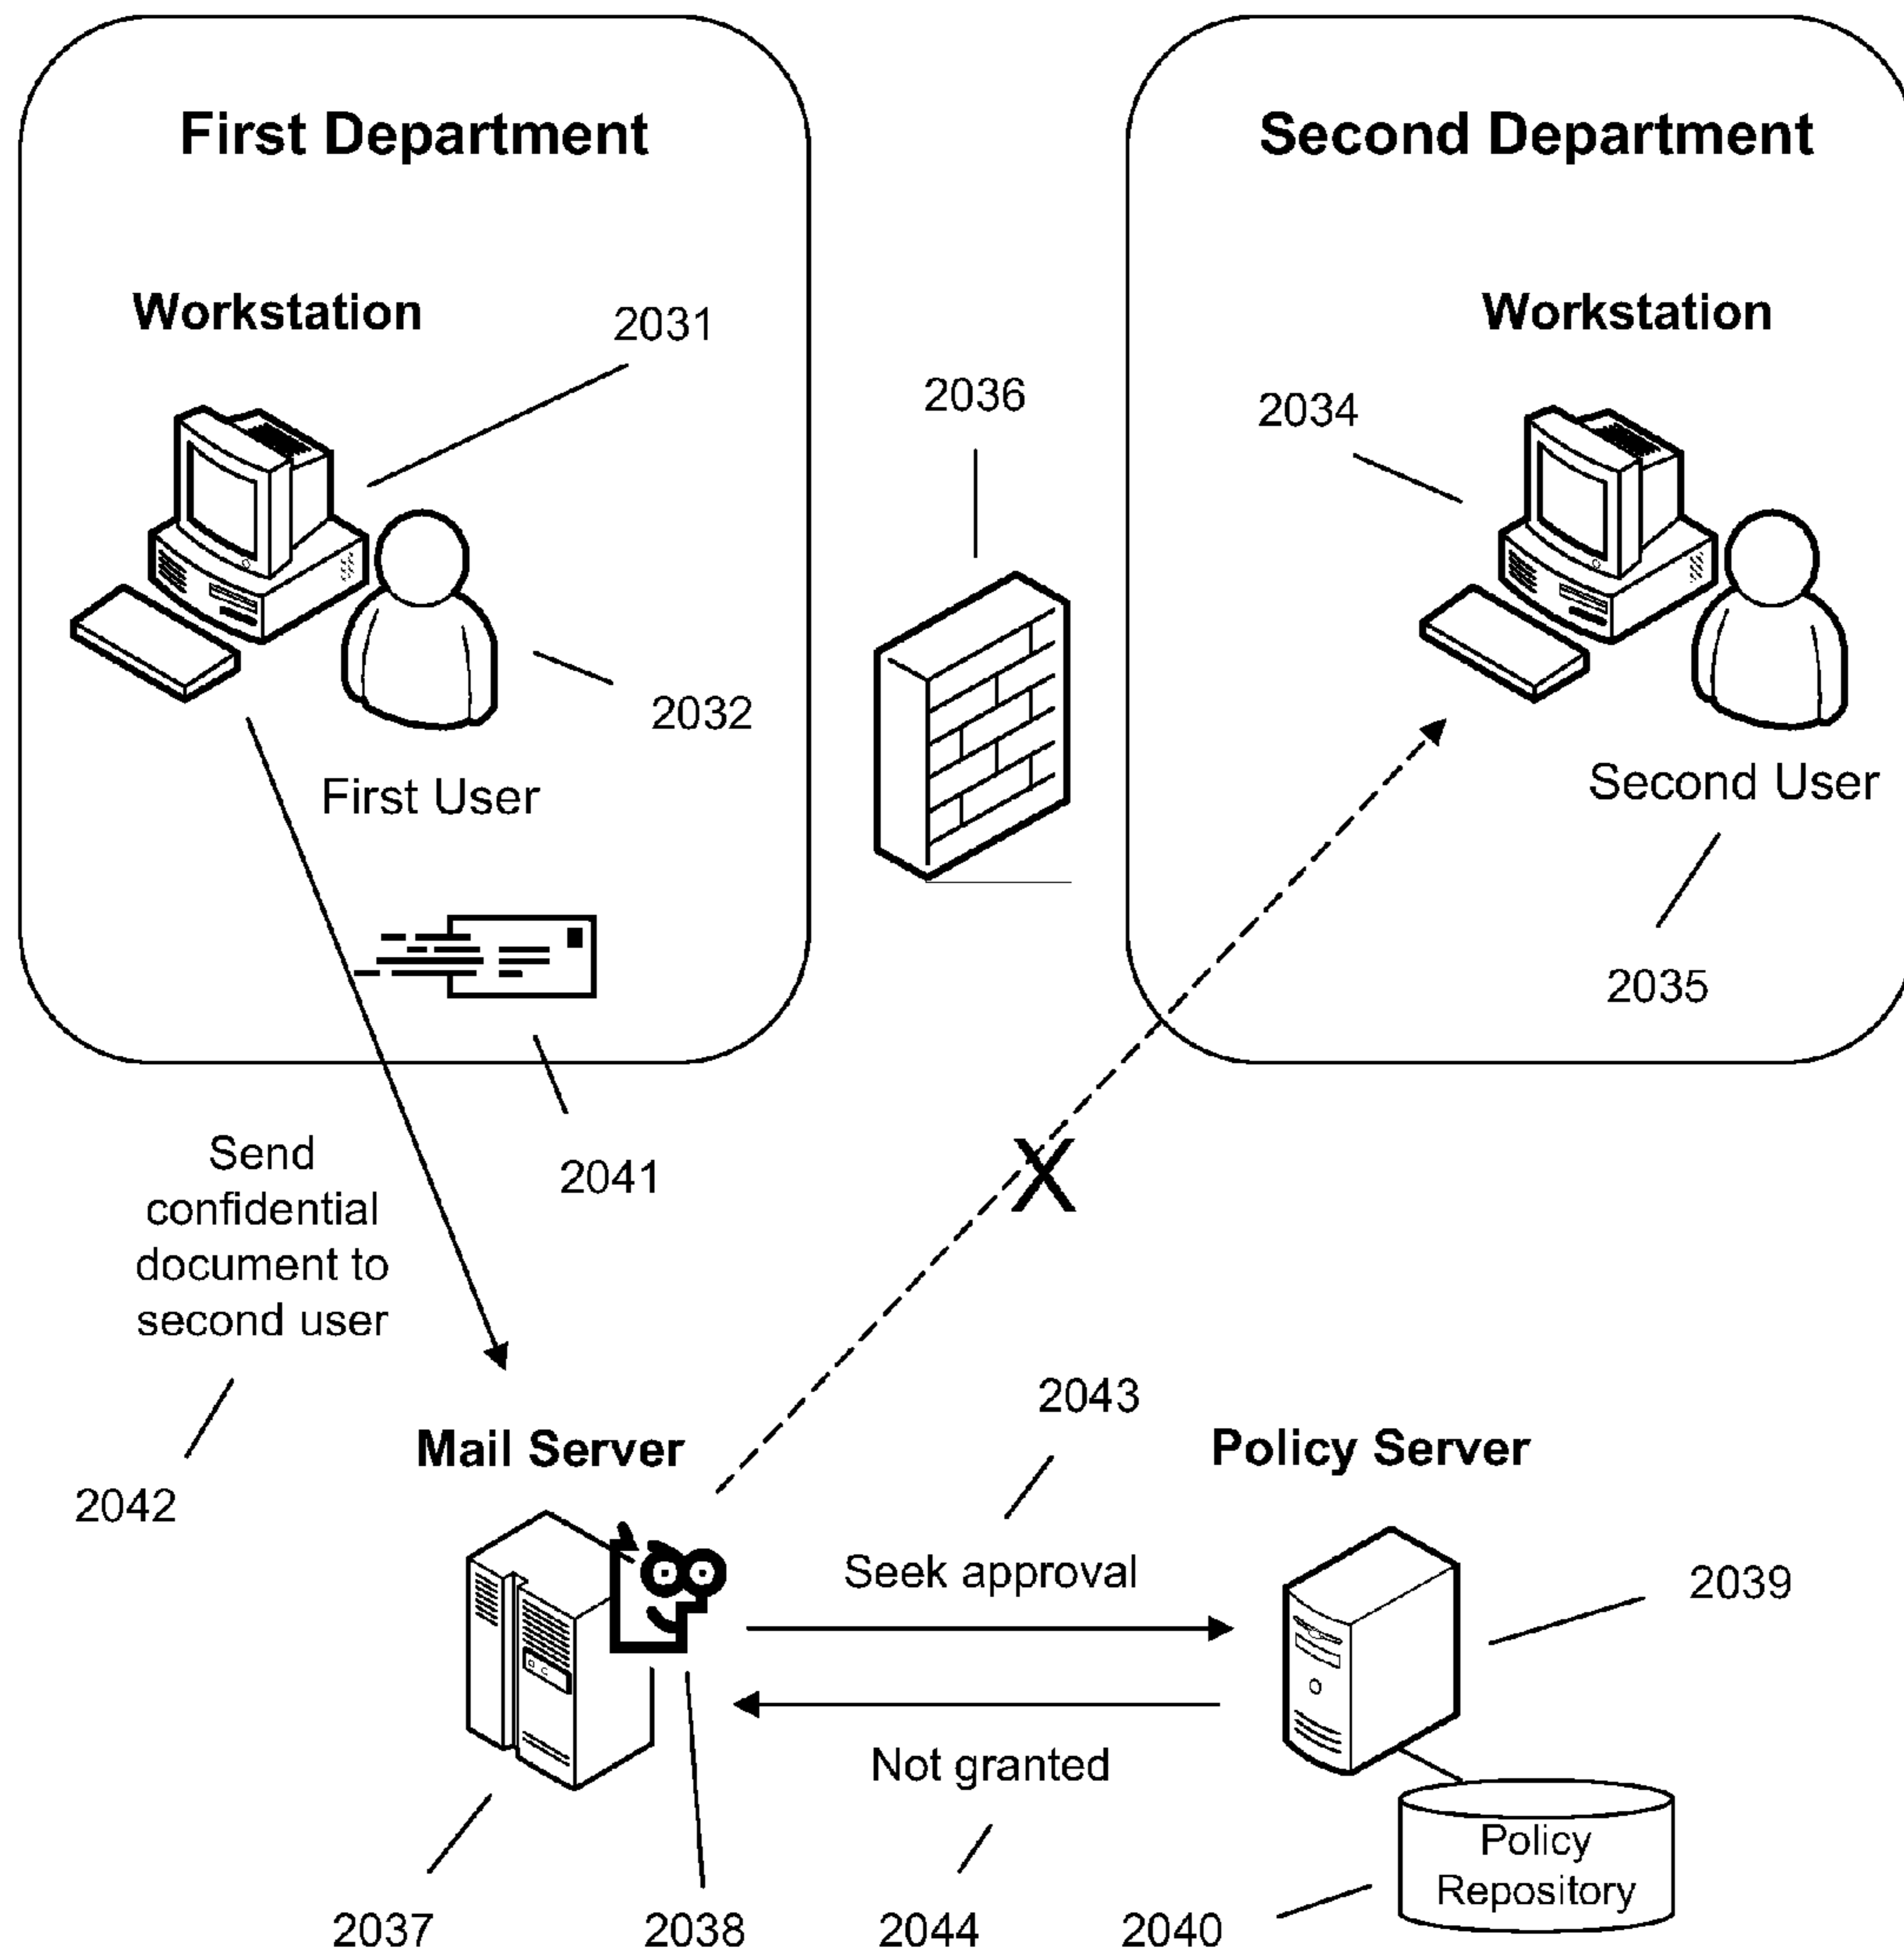 First Department
Second Department
Workstation
2031
Workstation
2036
2034
2032
First User
Second User
2035
2041
Send
confidential
document to
second user
X
2042
2043
Mail Server
Policy Server
Seek approval
2039
Not granted
Policy
Repository
2037
2038
2044
2040